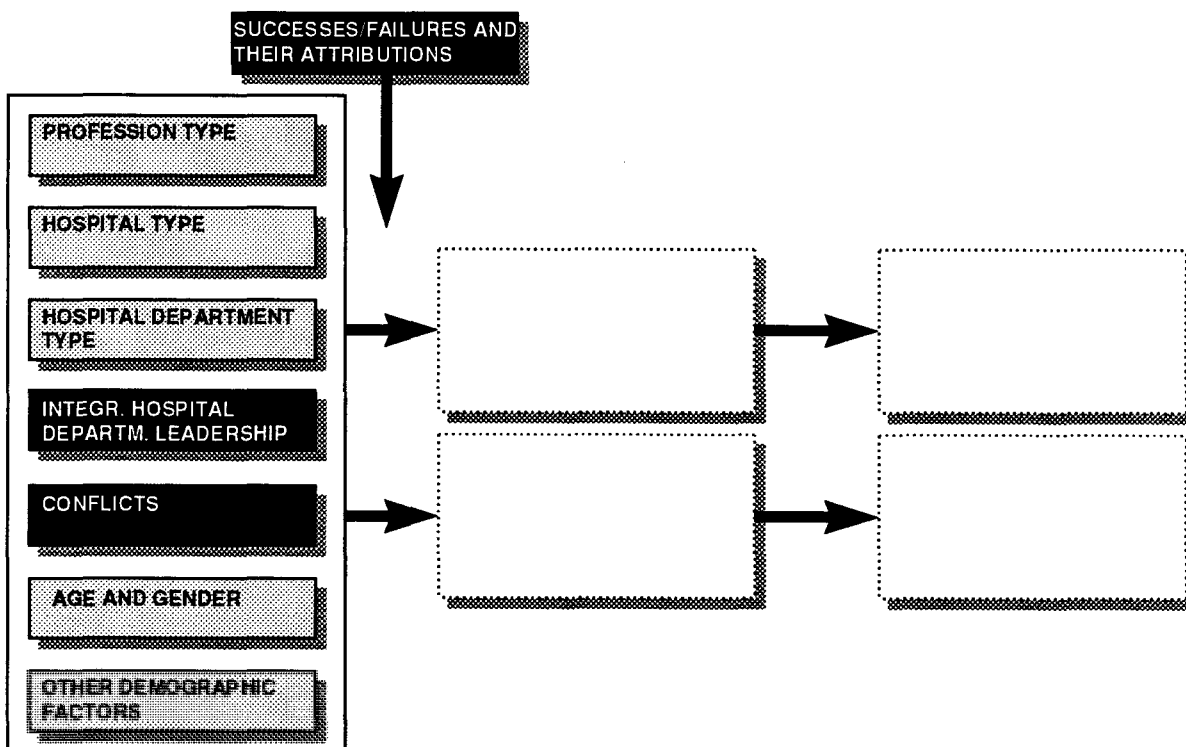 SUCCESSES/FAILURES AND
THEIR ATTRIBUTIONS
PROFESSION TYPE
HOSPITAL TYPE
HOSPITAL DEPARTMENT
TYPE
INTEGR. HOSPITAL
DEPARTM. LEADERSHIP
CONFLICTS
AGE AND GENDER
OTHER DEMOGRAPHIC
FACTORS